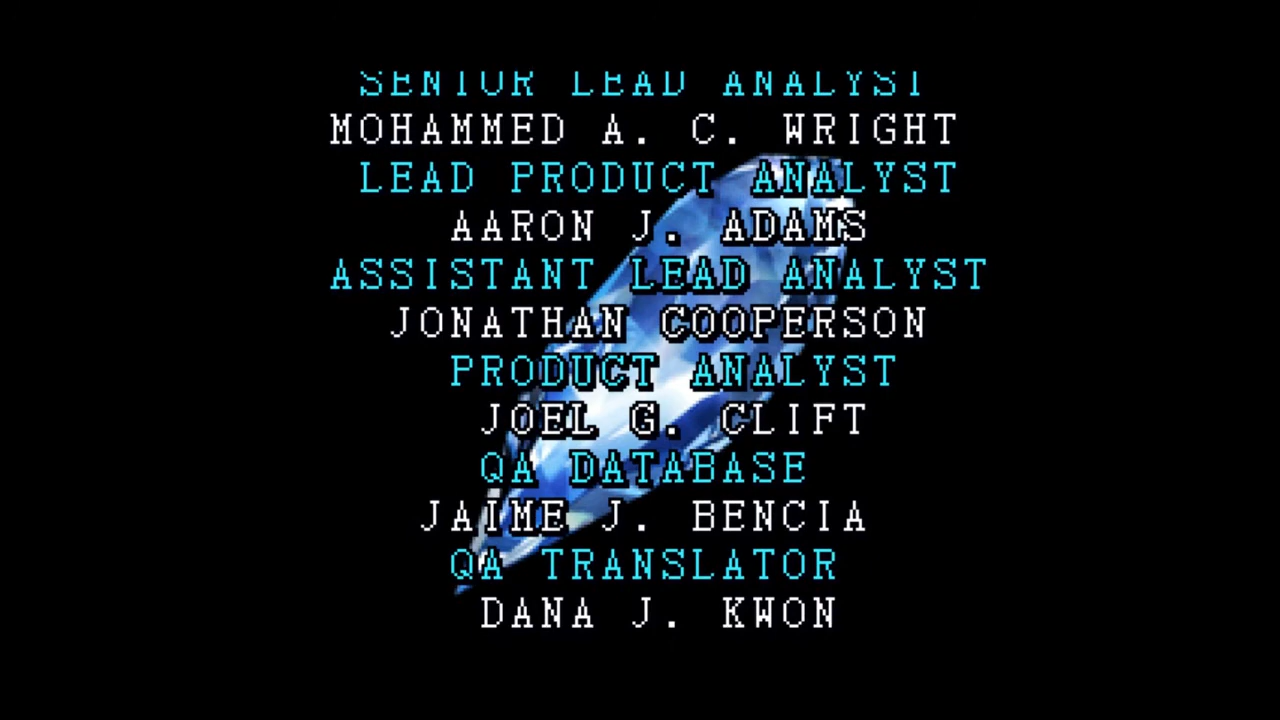 SENIOR LEAD ANALYST
MOHAMMED A. C. WRIGHT
LEAD PRODUCT ANALYST
AARON J. ADAMS
ASSISTANT LEAD ANALYST
JONATHAN COOPERSON
PRODUCT ANALYST
JOEL G. CLIFT
QA DATABASE
JAIME J. BENCIA
QA TRANSLATOR
DANA J. KWON